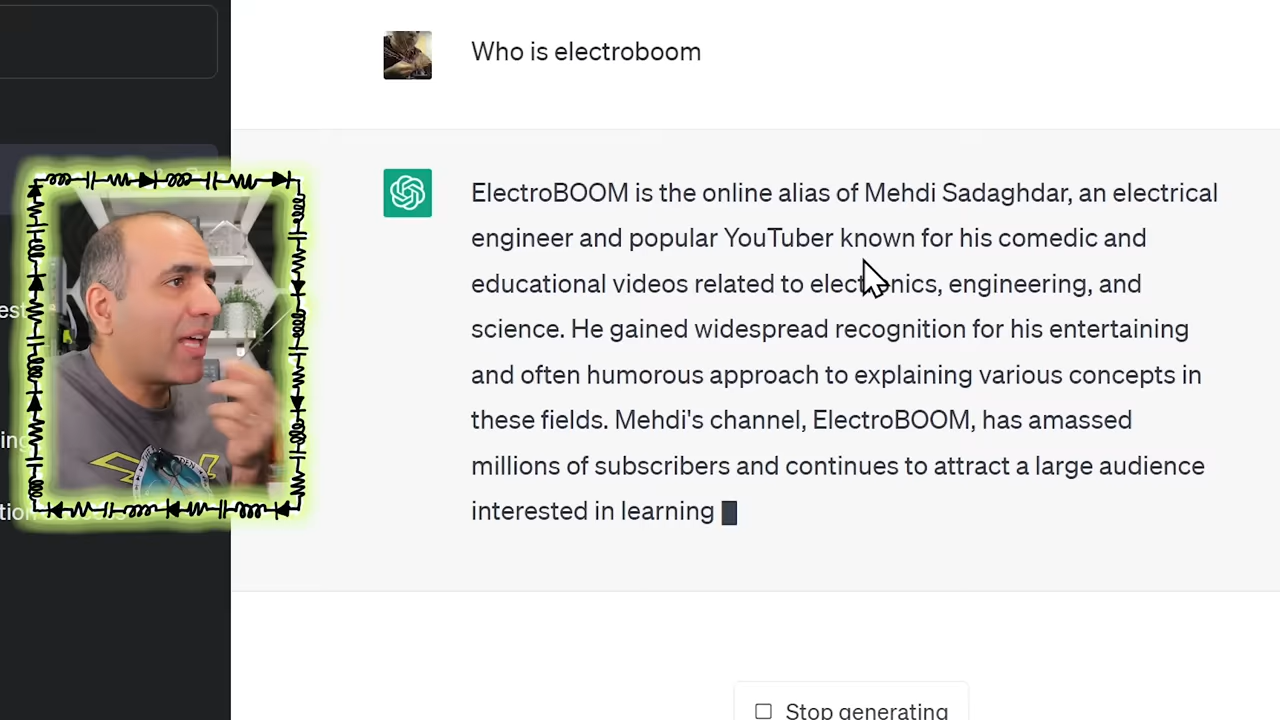 Who is electroboom
ElectroBOOM is the online alias of Mehdi Sadaghdar, an electrical
engineer and popular YouTuber known for his comedic and
educational videos related to electronics, engineering, and
science. He gained widespread recognition for his entertaining
and often humorous approach to explaining various concepts in
these fields. Mehdi's channel, ElectroBOOM, has amassed
millions of subscribers and continues to attract a large audience
interested in learning
Stop generating